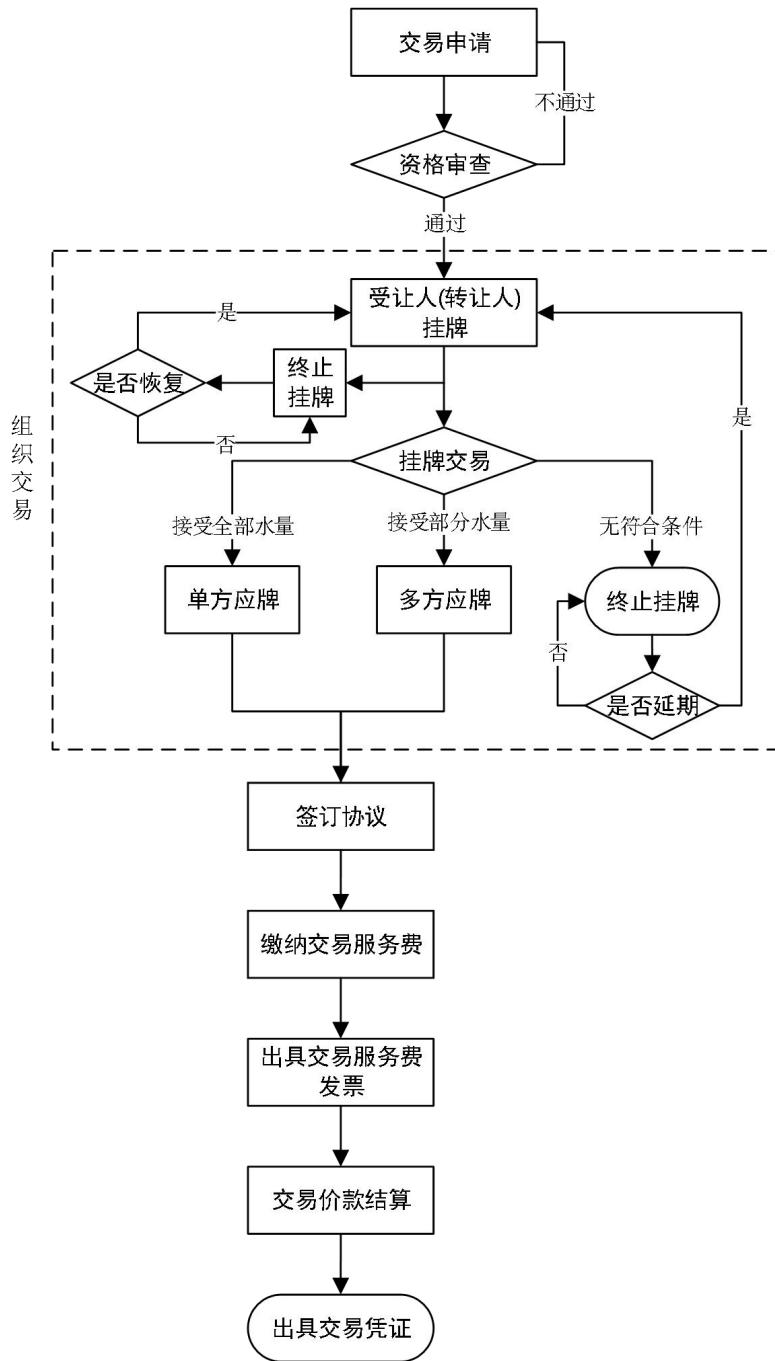 交易申请
不通过
资格审查
通过
受让人(转让人)
挂牌
是
终止
挂牌
是否恢复
否
组织交易
挂牌交易
是
接受全部水量
接受部分水量
无符合条件
单方应牌
多方应牌
终止挂牌
否
是否延期
签订协议
缴纳交易服务费
出具交易服务费
发票
交易价款结算
出具交易凭证